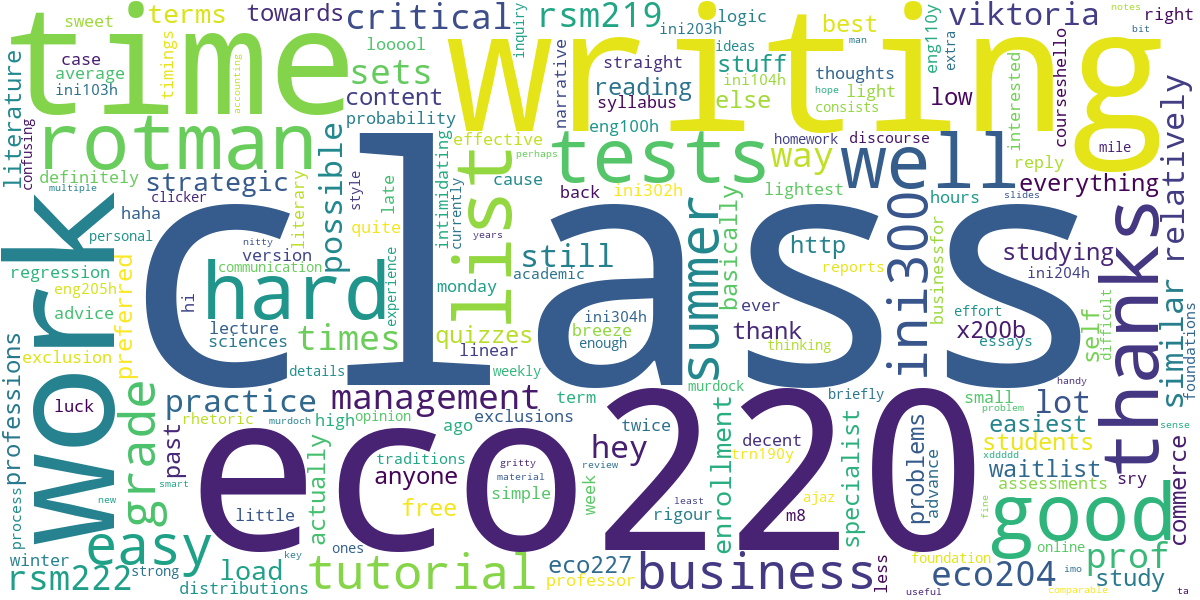 sweet
terms
towards
critical
rsm219
ini203h
logic
viktoria
notes
right
time
writing
best
man
bit
literature
case
average
ini103h
timings
looool
sets
content
probability
inquiry
narrative
straight
reading
syllabus
eng100h
ideas
stuff
ini104h
else
thoughts
light
consists
hope
eng110y
extra
low
interested
courseshello
mile
accounting
rotman
confusing
definitely
multiple
strategic
clicker
haha
personal
possible
style
late
quite
effective
intimidating
currently
list
perhaps
cause
back
tests
ini302h
homework
discourse
way
lightest
well
hours
reply
everything
difficult
work
class
regression
eng205h
advice
exclusion
preferred
nitty
version
communication
literary
hard
lecture
sciences
times
experience
monday
quizzes
still
academic
ini304h
breeze
enough
summer
basically
http
reports
ever
thank
thinking
ini300
businessfor
effort
x200b
essays
studying
ini204h
self
thanks
similar
relatively
foundations
professions
luck
grade
practice
rhetoric
murdoch
details
linear
weekly
management
high
opinion
term
ago
exclusions
murdock
small
briefly
handy
problem
sense
lot
easiest
students
xddddd
waitlist
past
eco220
actually
traditions
anyone
gritty
material
review
simple
free
twice
hey
week
rigour
least
enrollment
decent
trn190y
ajaz
m8
specialist
problems
advance
assessments
sry
commerce
process
new
smart
easy
little
key
ones
winter
strong
rsm222
load
distributions
tutorial
professor
eco227
business
less
foundation
eco204
useful
fine
online
imo
comparable
good
prof
study
ta
hi
years
slides